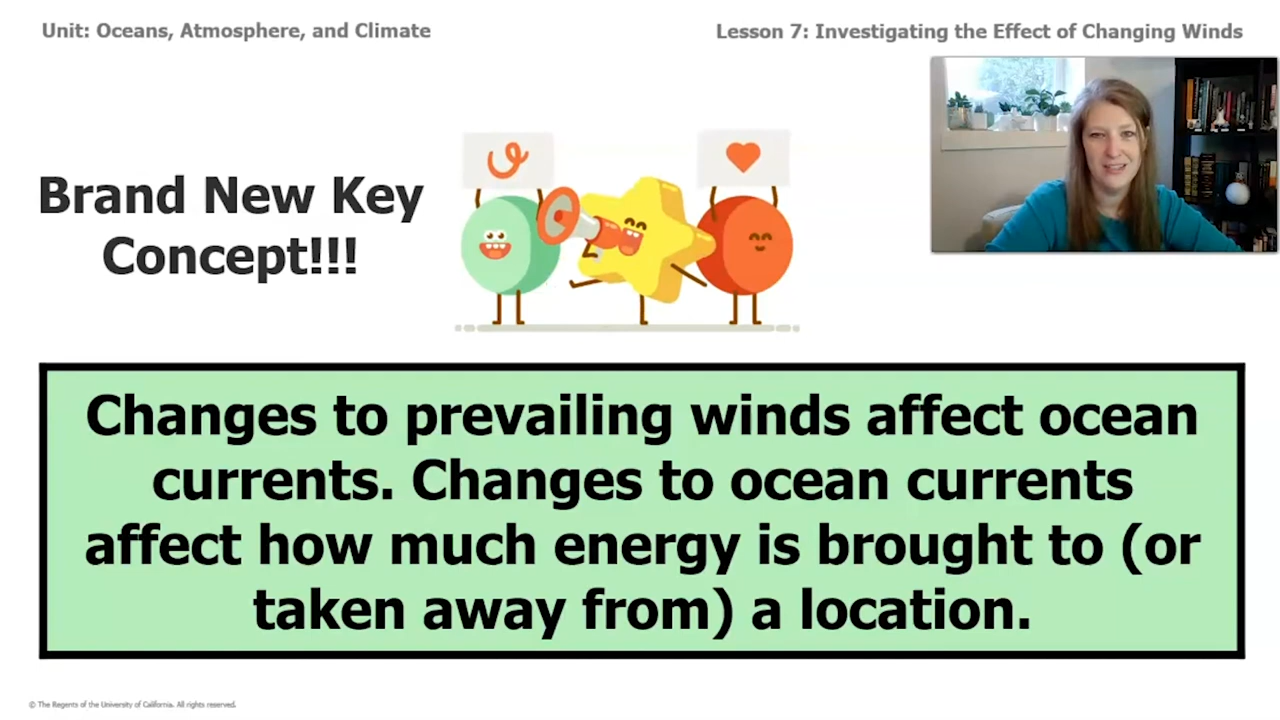 Unit: Oceans, Atmosphere, and Climate
Lesson 7: Investigating the Effect of Changing Winds
Brand New Key
Concept!!!
Changes to prevailing winds affect ocean
currents. Changes to ocean currents
affect how much energy is brought to (or
taken away from) a location.
© The Regents of the University of California. All rights reserved.